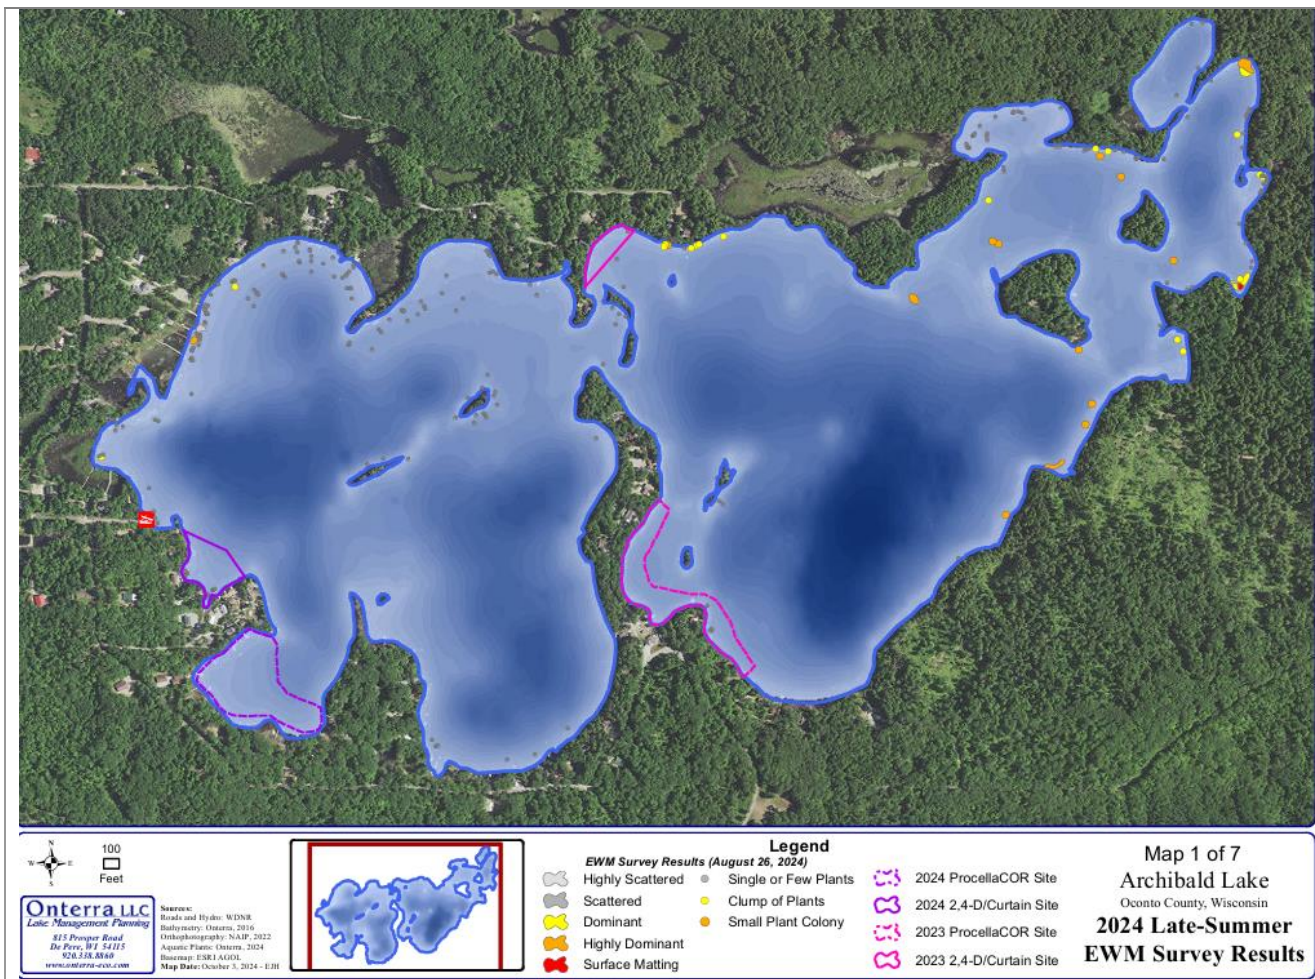 N
W
E
S
100
Feet
Onterra LLC
Lake Management Planning
815 Prosper Road
De Pere, WI 54115
920.338.8860
www.onterra-eco.com
Sources:
Roads and Hydro: WDNR
Bathymetry: Onterra, 2016
Orthophotography: NAIP, 2022
Aquatic Plants: Onterra, 2024
Basemap: ESRI AGOL
Map Date: October 3, 2024 - EJH
Legend
EWM Survey Results (August 26, 2024)
Highly Scattered
Scattered
Dominant
Highly Dominant
Surface Matting
Single or Few Plants
Clump of Plants
Small Plant Colony
2024 ProcellaCOR Site
2024 2,4-D/Curtain Site
2023 ProcellaCOR Site
2023 2,4-D/Curtain Site
Map 1 of 7
Archibald Lake
Oconto County, Wisconsin
2024 Late-Summer
EWM Survey Results